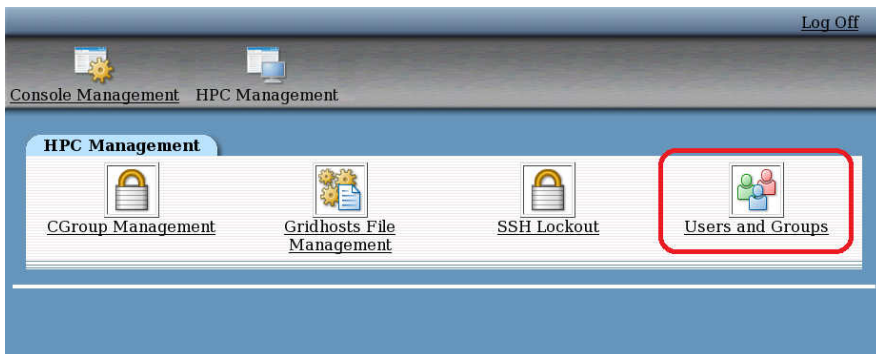 Log Off
Console Management HPC Management
HPC Management
CGroup Management Gridhosts File Management SSH Lockout Users and Groups